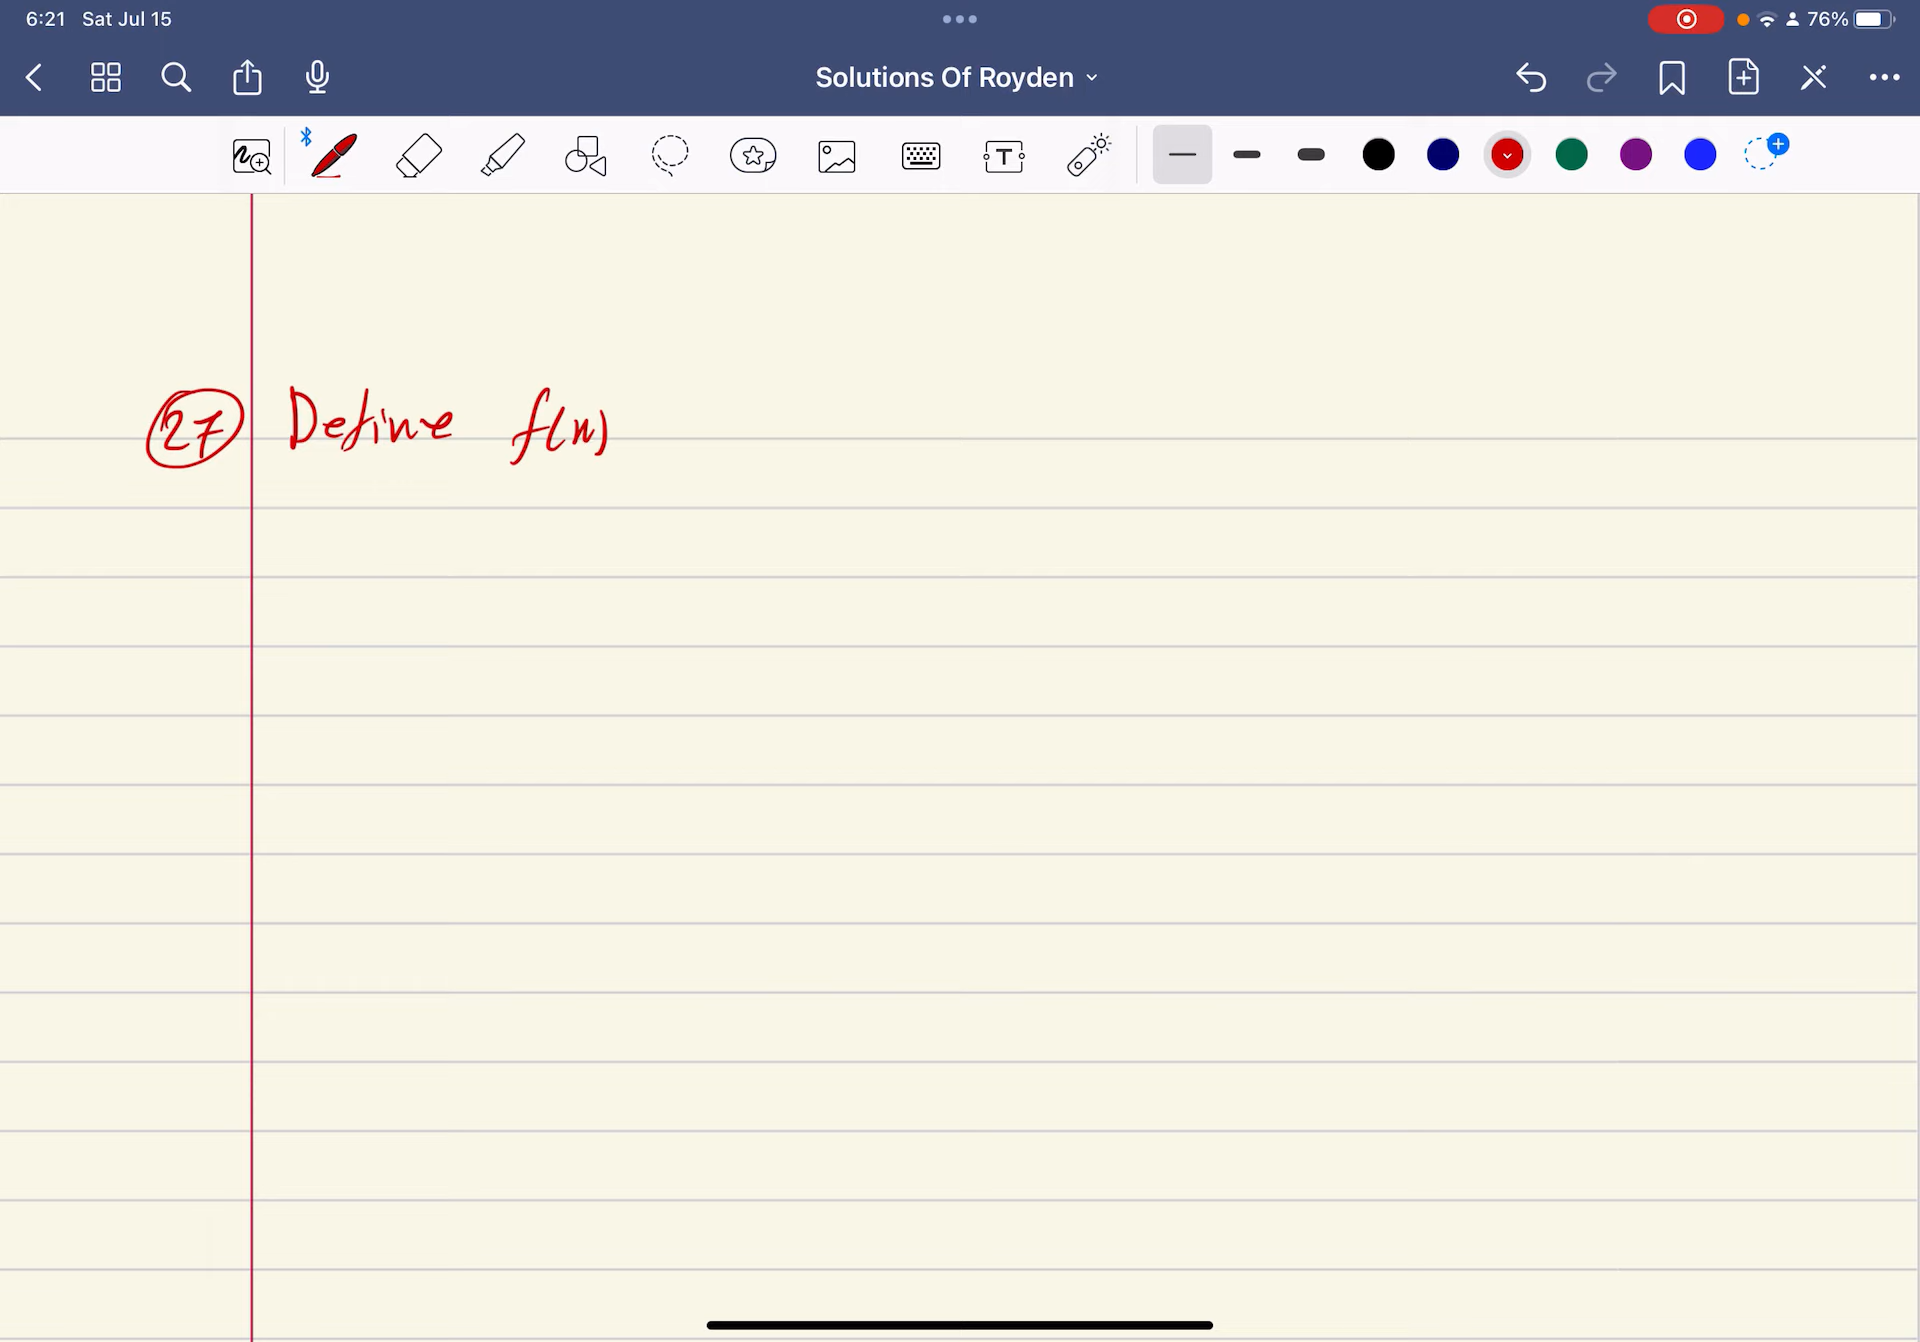 6:21 Sat Jul 15 76%
Solutions Of Royden
T
27 Define f(x)